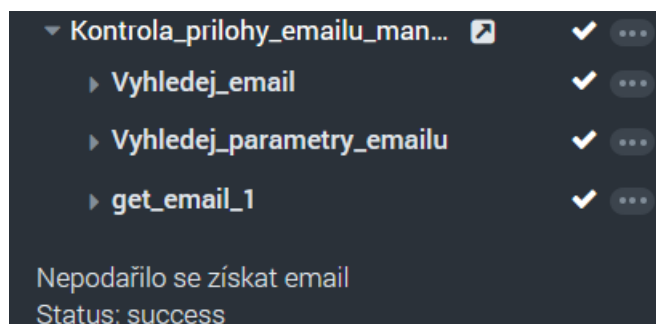 Kontrola_prilohy_emailu_man...
Vyhledej_email
Vyhledej_parametry_emailu
get_email_1
Nepodařilo se získat email
Status: success